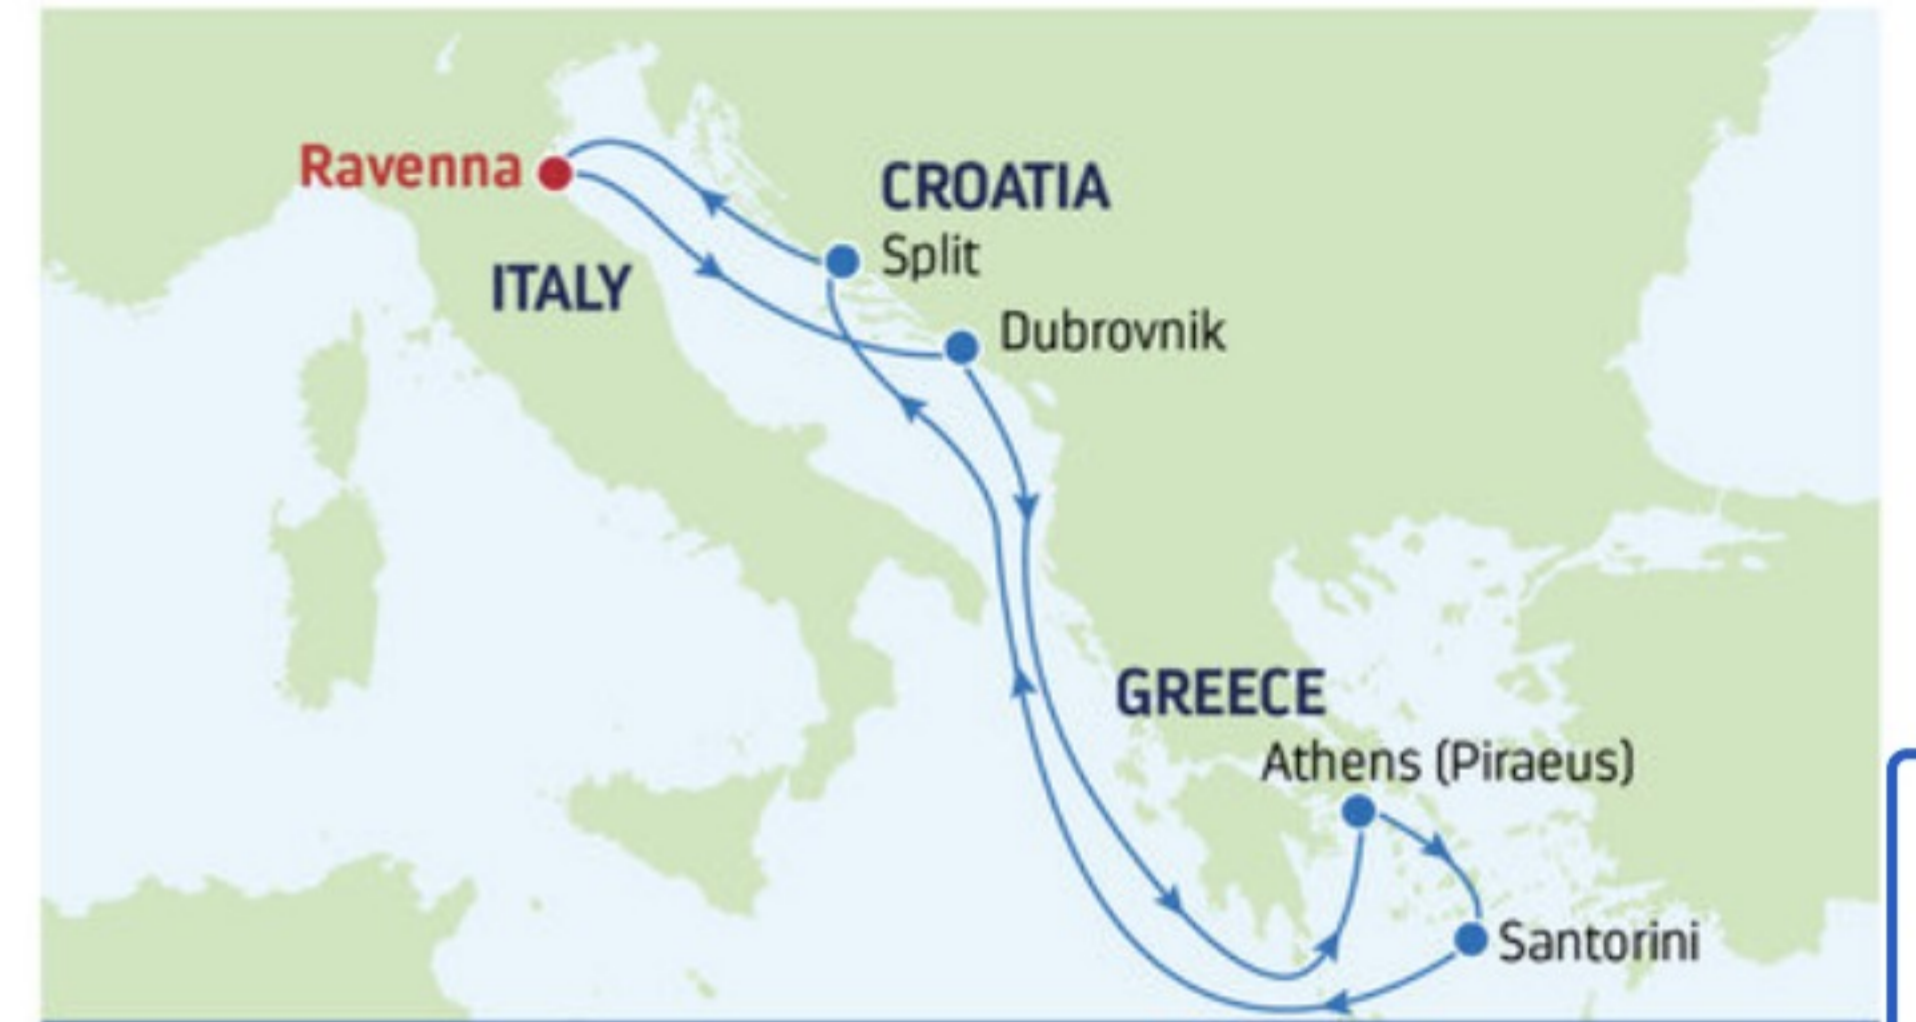 Ravenna
CROATIA
Split
ITALY
Dubrovnik
GREECE
Athens (Piraeus)
Santorini